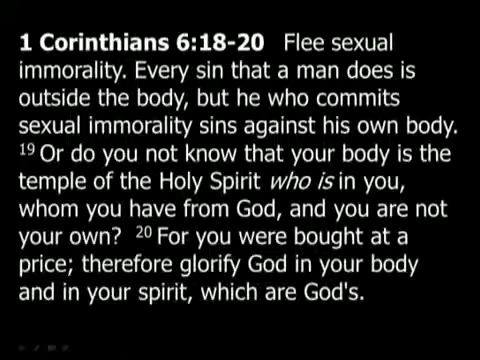 1 Corinthians 6:18-20 Flee sexual
immorality. Every sin that a man does is
outside the body, but he who commits
sexual immorality sins against his own body.
19 Or do you not know that your body is the
temple of the Holy Spirit who is in you,
whom you have from God, and you are not
your own? 20 For you were bought at a
price; therefore glorify God in your body
and in your spirit, which are God's.